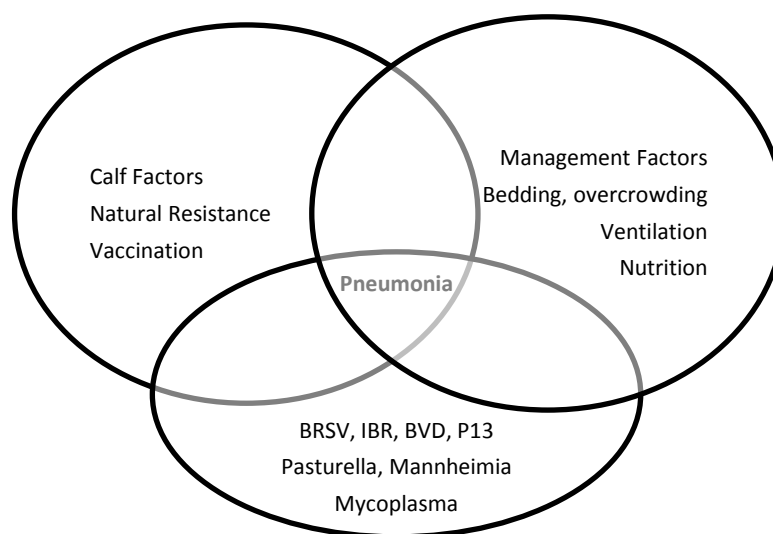 Calf Factors
Natural Resistance
Vaccination
Management Factors
Bedding, overcrowding
Ventilation
Nutrition
Pneumonia
BRSV, IBR, BVD, P13
Pasturella, Mannheimia
Mycoplasma